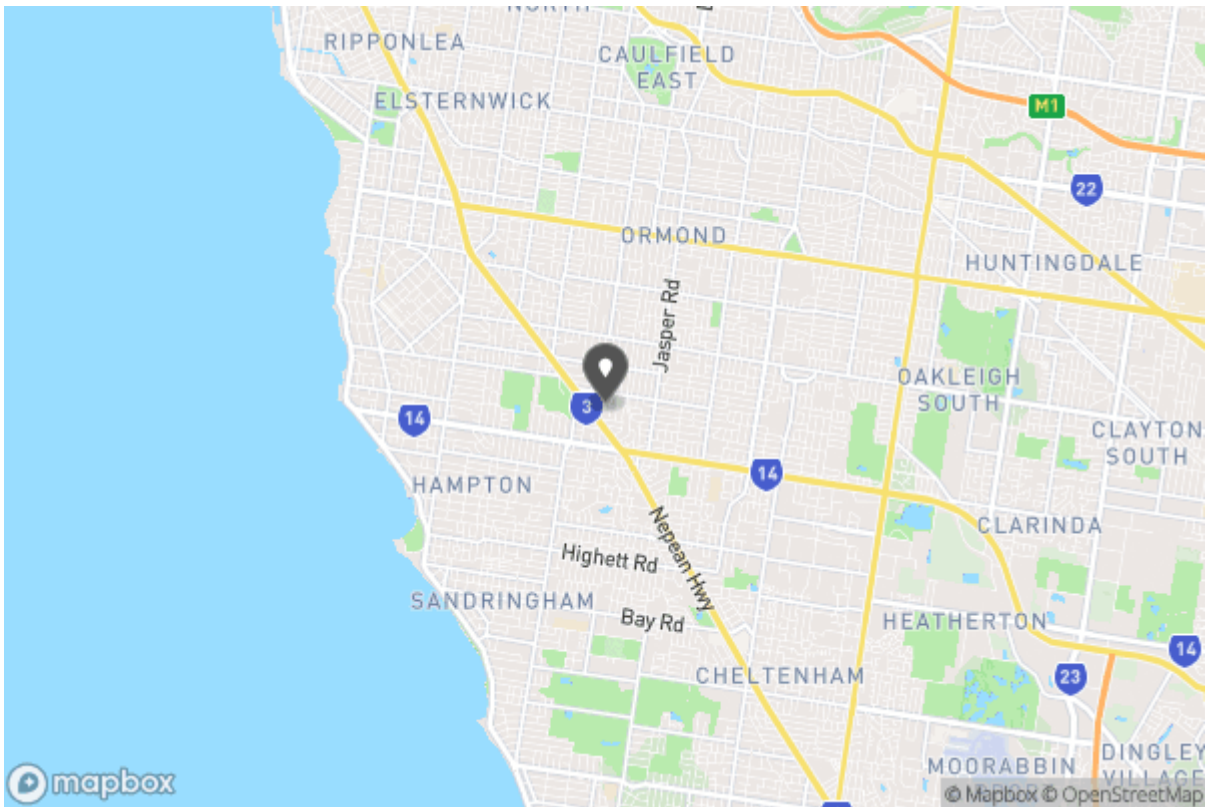 NORTH
RIPPONLEA
CAULFIELD
EAST
ELSTERNWICK
M1
22
ORMOND
HUNTINGDALE
Jasper Rd
OAKLEIGH
SOUTH
3
14
CLAYTON
SOUTH
14
HAMPTON
CLARINDA
Nepean Hwy
Highett Rd
SANDRINGHAM
Bay Rd
HEATHERTON
14
CHELTENHAM
23
MOORABBIN
DINGLEY
VILLAGE
mapbox
© Mapbox © OpenStreetMap